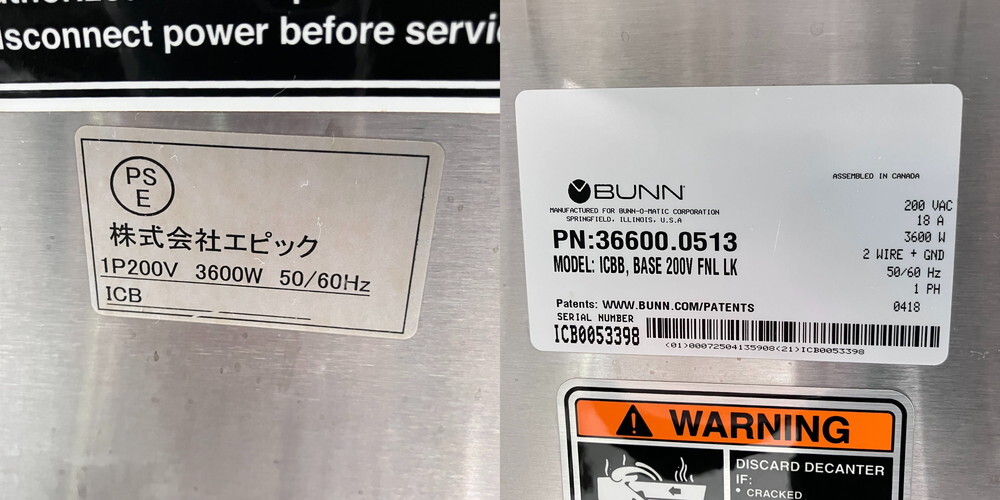 disconnect power before
PS
E
株式会社エピック
1P200V 3600W 50/60Hz
ICB
ASSEMBLED IN CANADA
BUNN
MANUFACTURED FOR BUNN-O-MATIC CORPORATION
SPRINGFIELD, ILLINOIS, U.S.A
PN:36600.0513
MODEL: ICBB, BASE 200V FNL LK
200 VAC
18 A
3600 W
2 WIRE + GND
50/60 Hz
1 PH
0418
Patents: WWW.BUNN.COM/PATENTS
SERIAL NUMBER
ICB0053398
(01)00072504135908(21)ICB0053398
WARNING
DISCARD DECANTER
IF:
• CRACKED